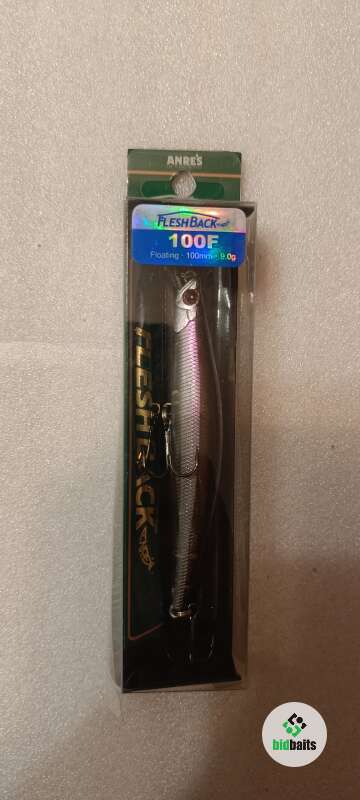 ANRE'S
FLESHBACK
100F
Floating · 100mm · 9.0g
FLESHBACK
bidbaits